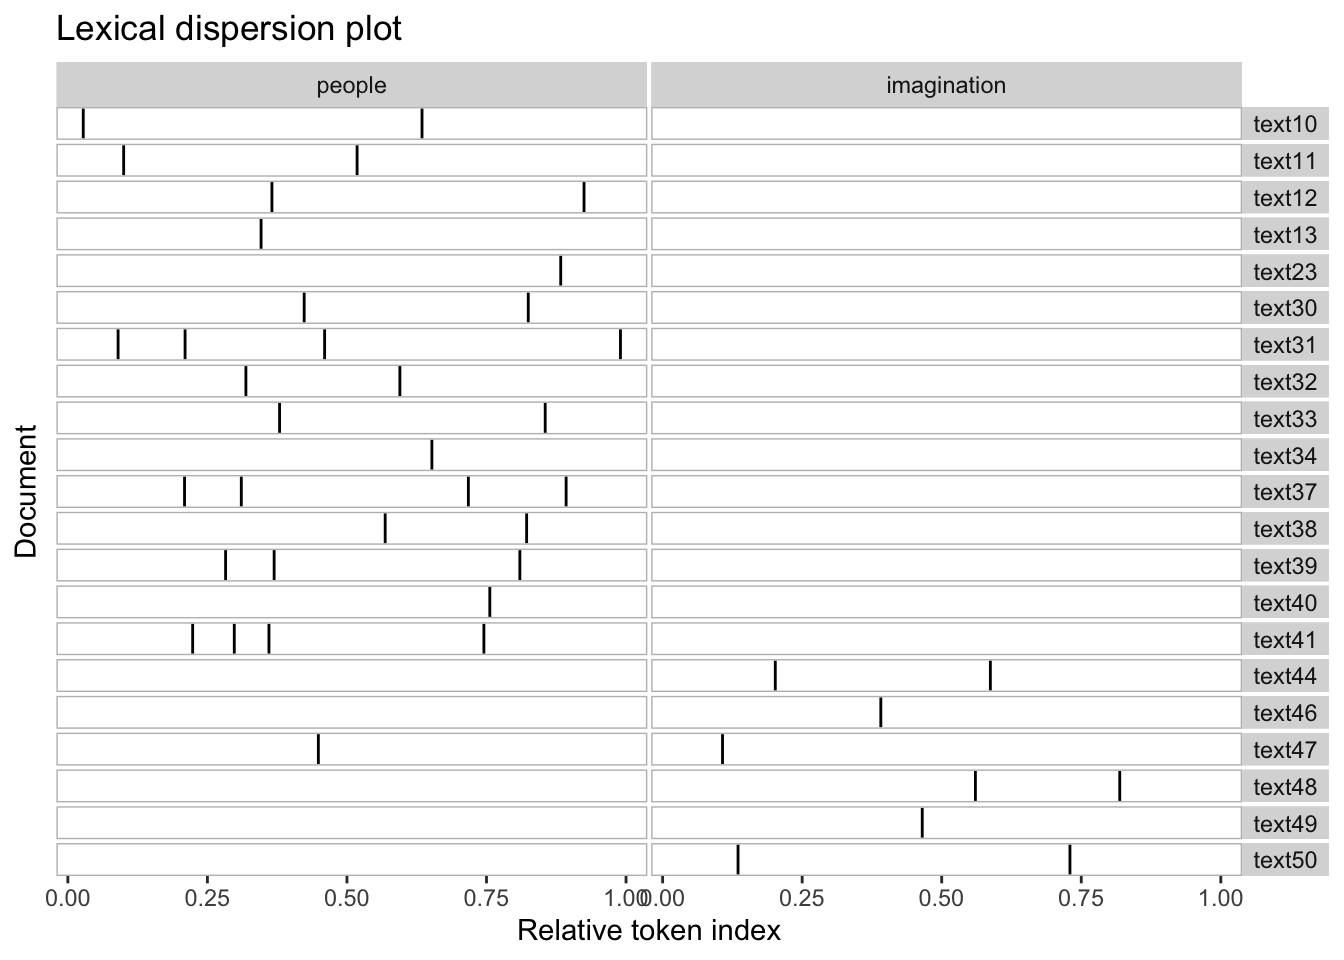 Lexical dispersion plot
people imagination
text10
text11
text12
text13
text23
text30
text31
text32
text33
text34
text37
text38
text39
text40
text41
text44
text46
text47
text48
text49
text50
Document
0.00 0.25 0.50 0.75 1.00 0.00 0.25 0.50 0.75 1.00
Relative token index